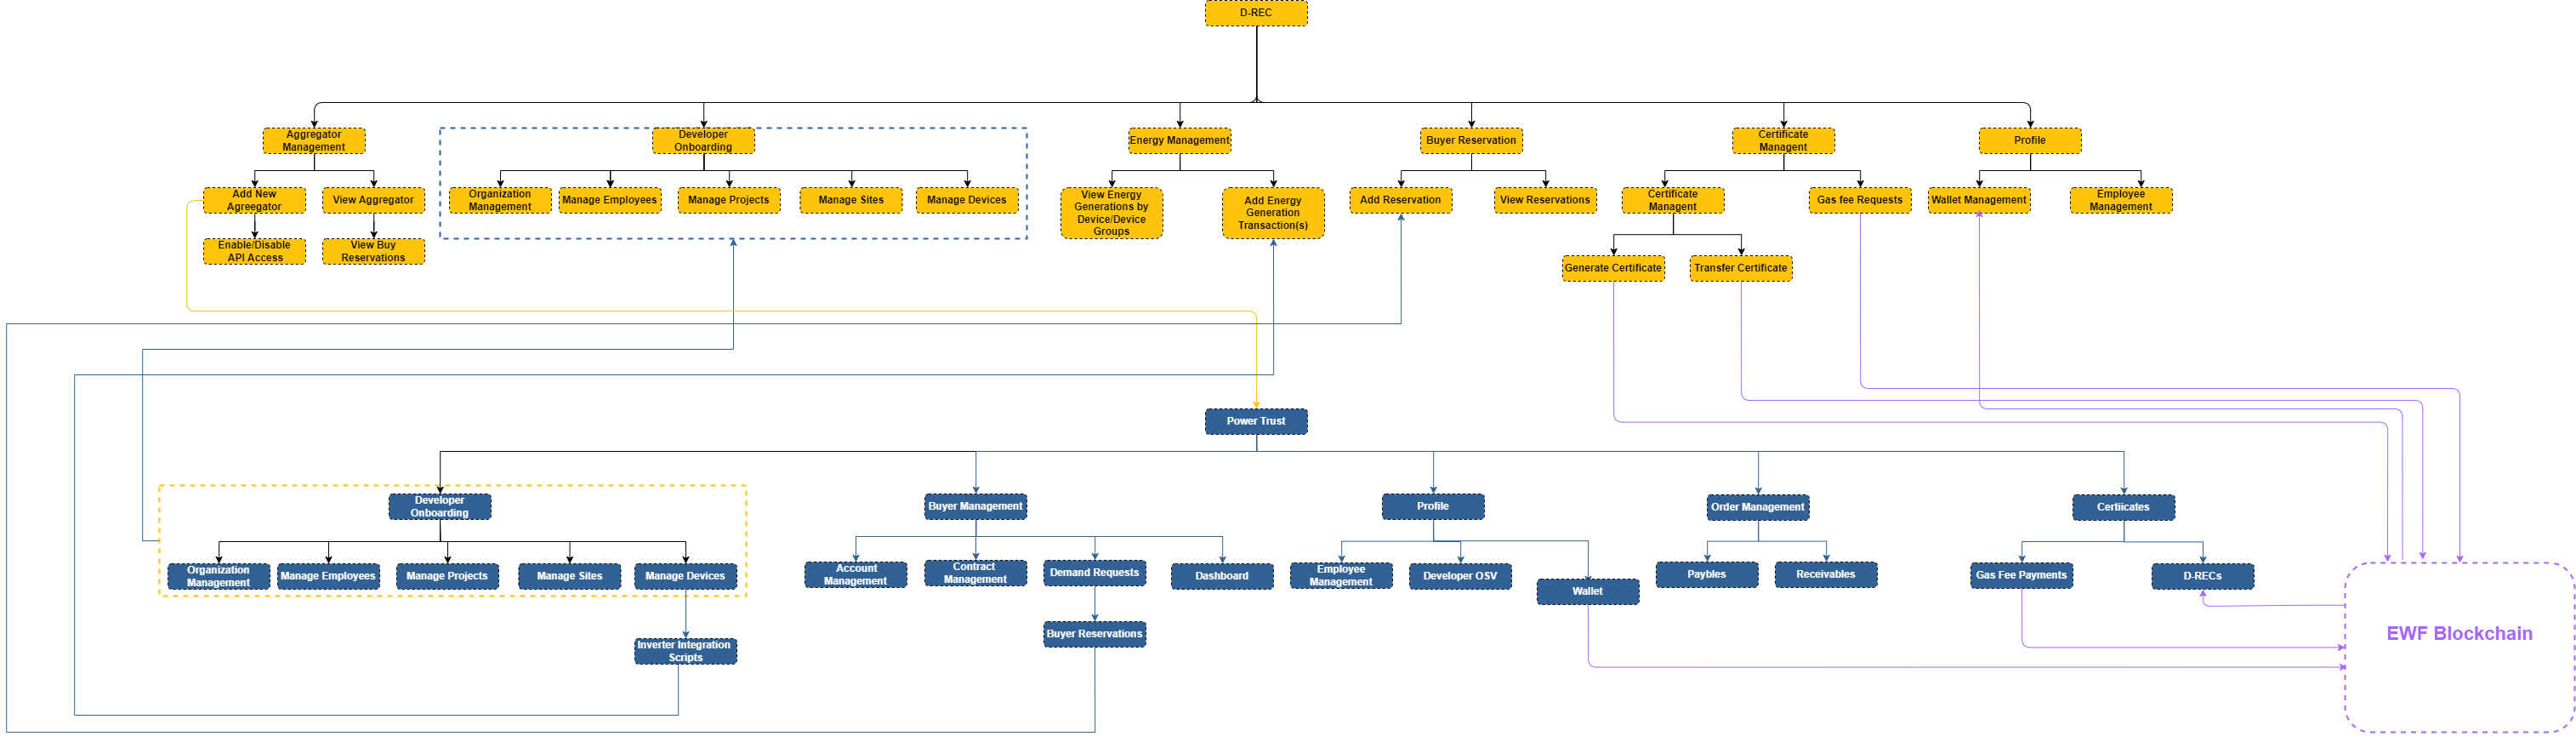 D-REC
Aggregator
Management
Developer
Onboarding
Energy Management
Buyer Reservation
Certificate
Managent
Profile
Add New
Agreegator
View Aggregator
Organization
Management
Manage Employees
Manage Projects
Manage Sites
Manage Devices
View Energy
Generations by
Device/Device
Groups
Add Energy
Generation
Transaction(s)
Add Reservation
View Reservations
Certificate
Managent
Gas fee Requests
Wallet Management
Employee
Management
Enable/Disable
API Access
View Buy
Reservations
Generate Certificate
Transfer Certificate
Power Trust
Developer
Onboarding
Buyer Management
Profile
Order Management
Certiicates
Organization
Management
Manage Employees
Manage Projects
Manage Sites
Manage Devices
Account
Management
Contract
Management
Demand Requests
Dashboard
Employee
Management
Developer OSV
Wallet
Paybles
Receivables
Gas Fee Payments
D-RECs
Inverter Integration
Scripts
Buyer Reservations
EWF Blockchain